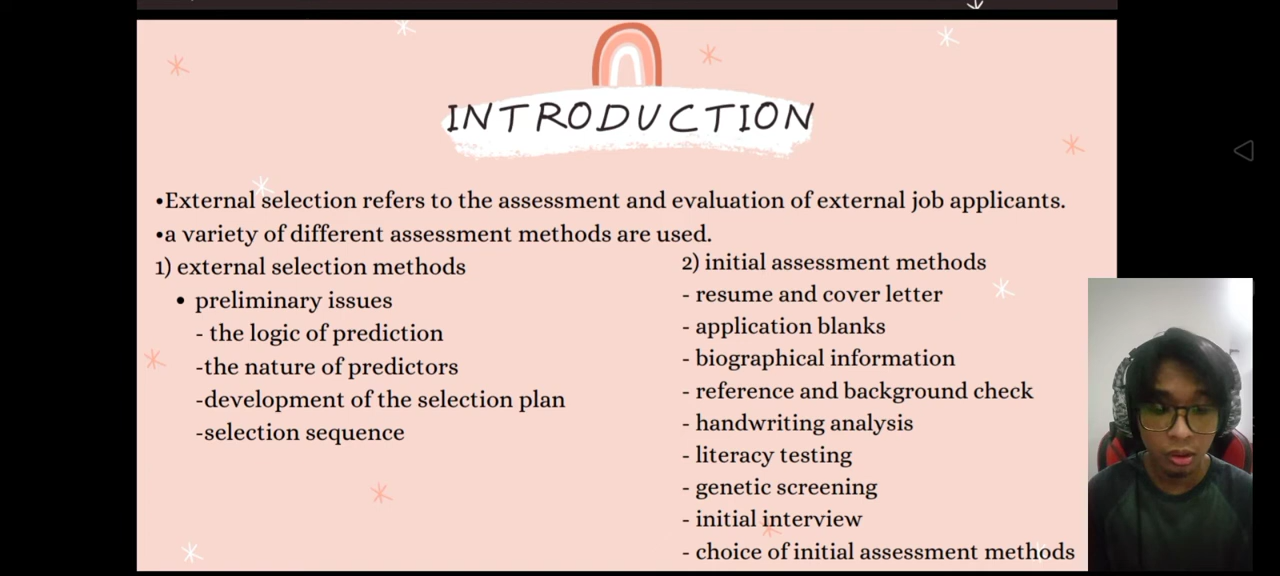 INTRODUCTION
•External selection refers to the assessment and evaluation of external job applicants.
•a variety of different assessment methods are used.
1) external selection methods
• preliminary issues
- the logic of prediction
-the nature of predictors
-development of the selection plan
-selection sequence
2) initial assessment methods
- resume and cover letter
- application blanks
- biographical information
- reference and background check
- handwriting analysis
- literacy testing
- genetic screening
- initial interview
- choice of initial assessment methods